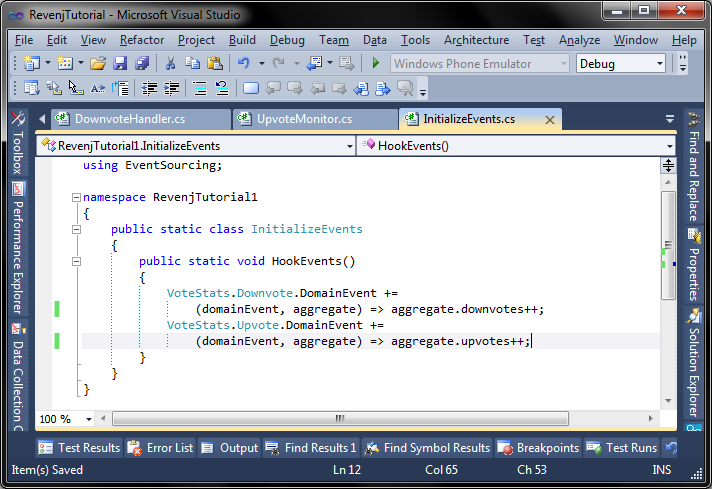 RevenjTutorial - Microsoft Visual Studio
File Edit View Refactor Project Build Debug Team Data Tools Architecture Test Analyze Window Help
Windows Phone Emulator Debug
DownvoteHandler.cs UpvoteMonitor.cs InitializeEvents.cs
RevenjTutorial1.InitializeEvents HookEvents()
using EventSourcing;
namespace RevenjTutorial1
{
public static class InitializeEvents
{
public static void HookEvents()
{
VoteStats.Downvote.DomainEvent +=
(domainEvent, aggregate) => aggregate.downvotes++;
VoteStats.Upvote.DomainEvent +=
(domainEvent, aggregate) => aggregate.upvotes++;
}
}
}
Toolbox
Performance Explorer
Data Collection
Find and Replace
Properties
Solution Explorer
100 %
Test Results Error List Output Find Results 1 Find Symbol Results Breakpoints Test Runs
Item(s) Saved Ln 12 Col 65 Ch 53 INS